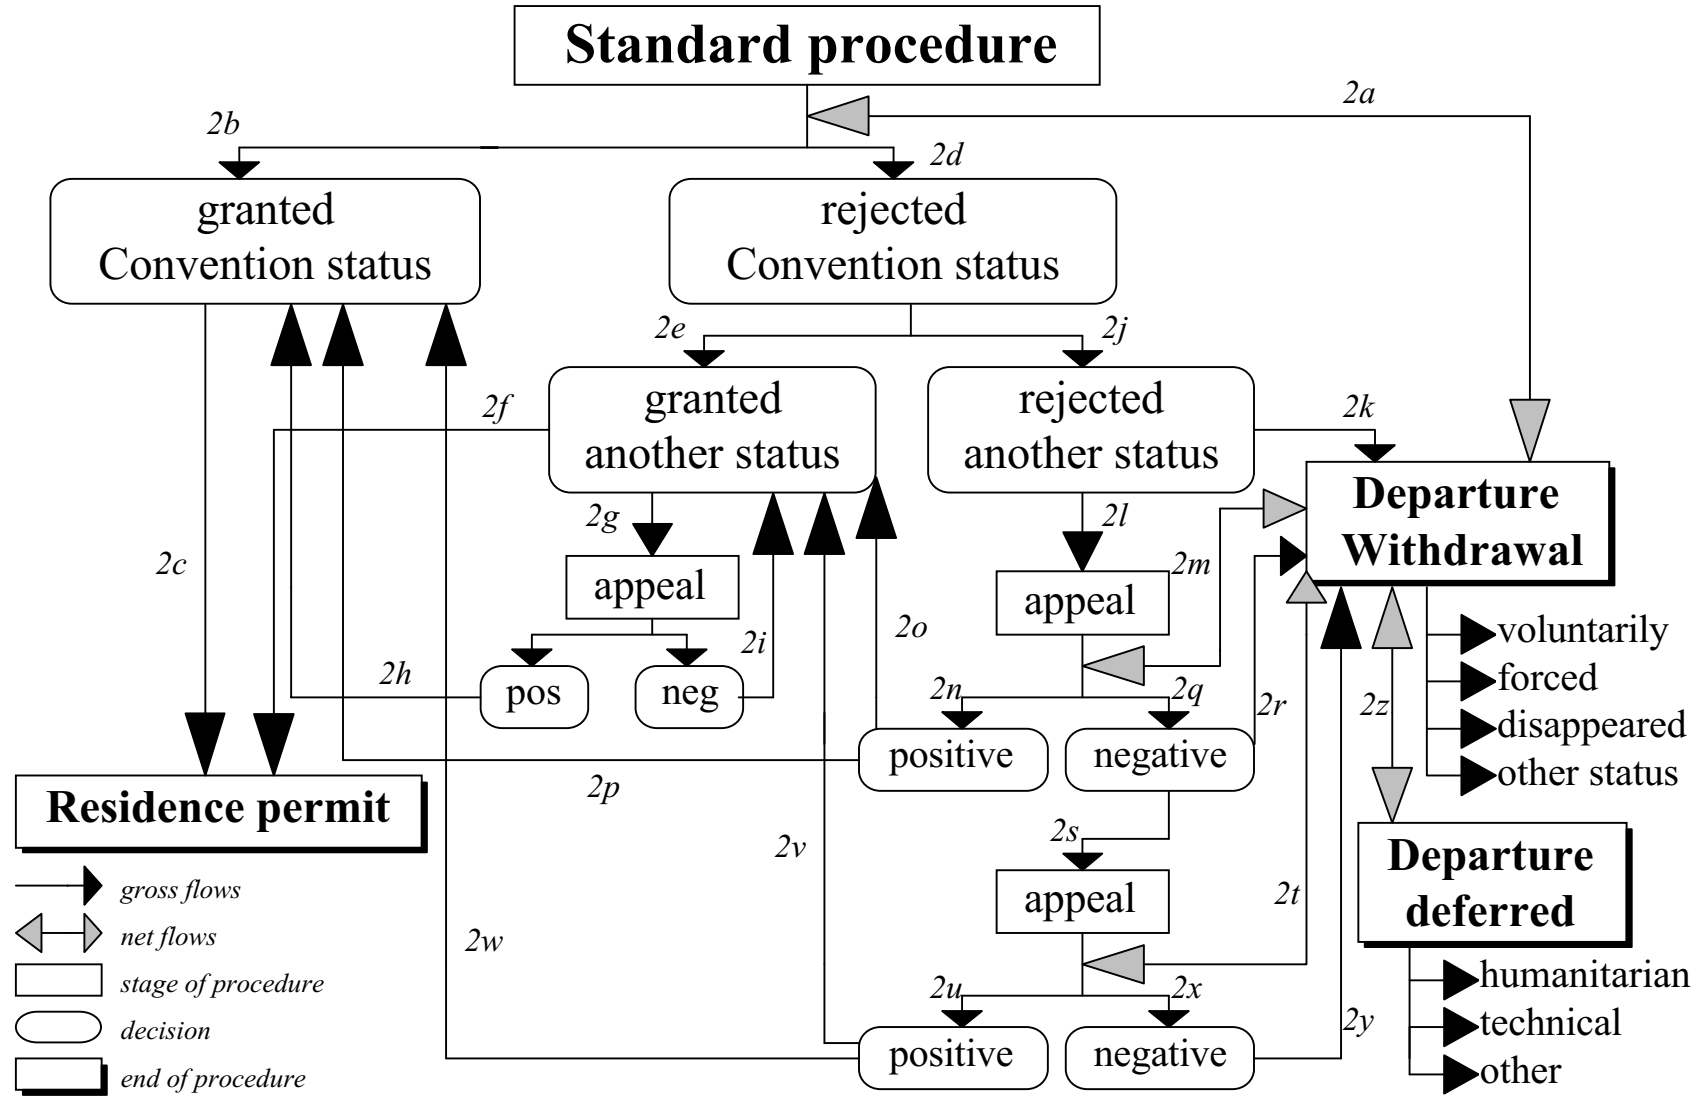 Standard procedure
2a
2b
2d
granted
Convention status
rejected
Convention status
2e
2j
2f
granted
another status
rejected
another status
2k
Departure
Withdrawal
2g
2l
2c
appeal
appeal
2m
2i
2o
2h
pos
neg
2n
2q
2r
2z
voluntarily
forced
disappeared
other status
positive
negative
2p
Residence permit
2s
2v
gross flows
net flows
stage of procedure
decision
end of procedure
appeal
2t
2w
Departure
deferred
2u
2x
2y
positive
negative
humanitarian
technical
other